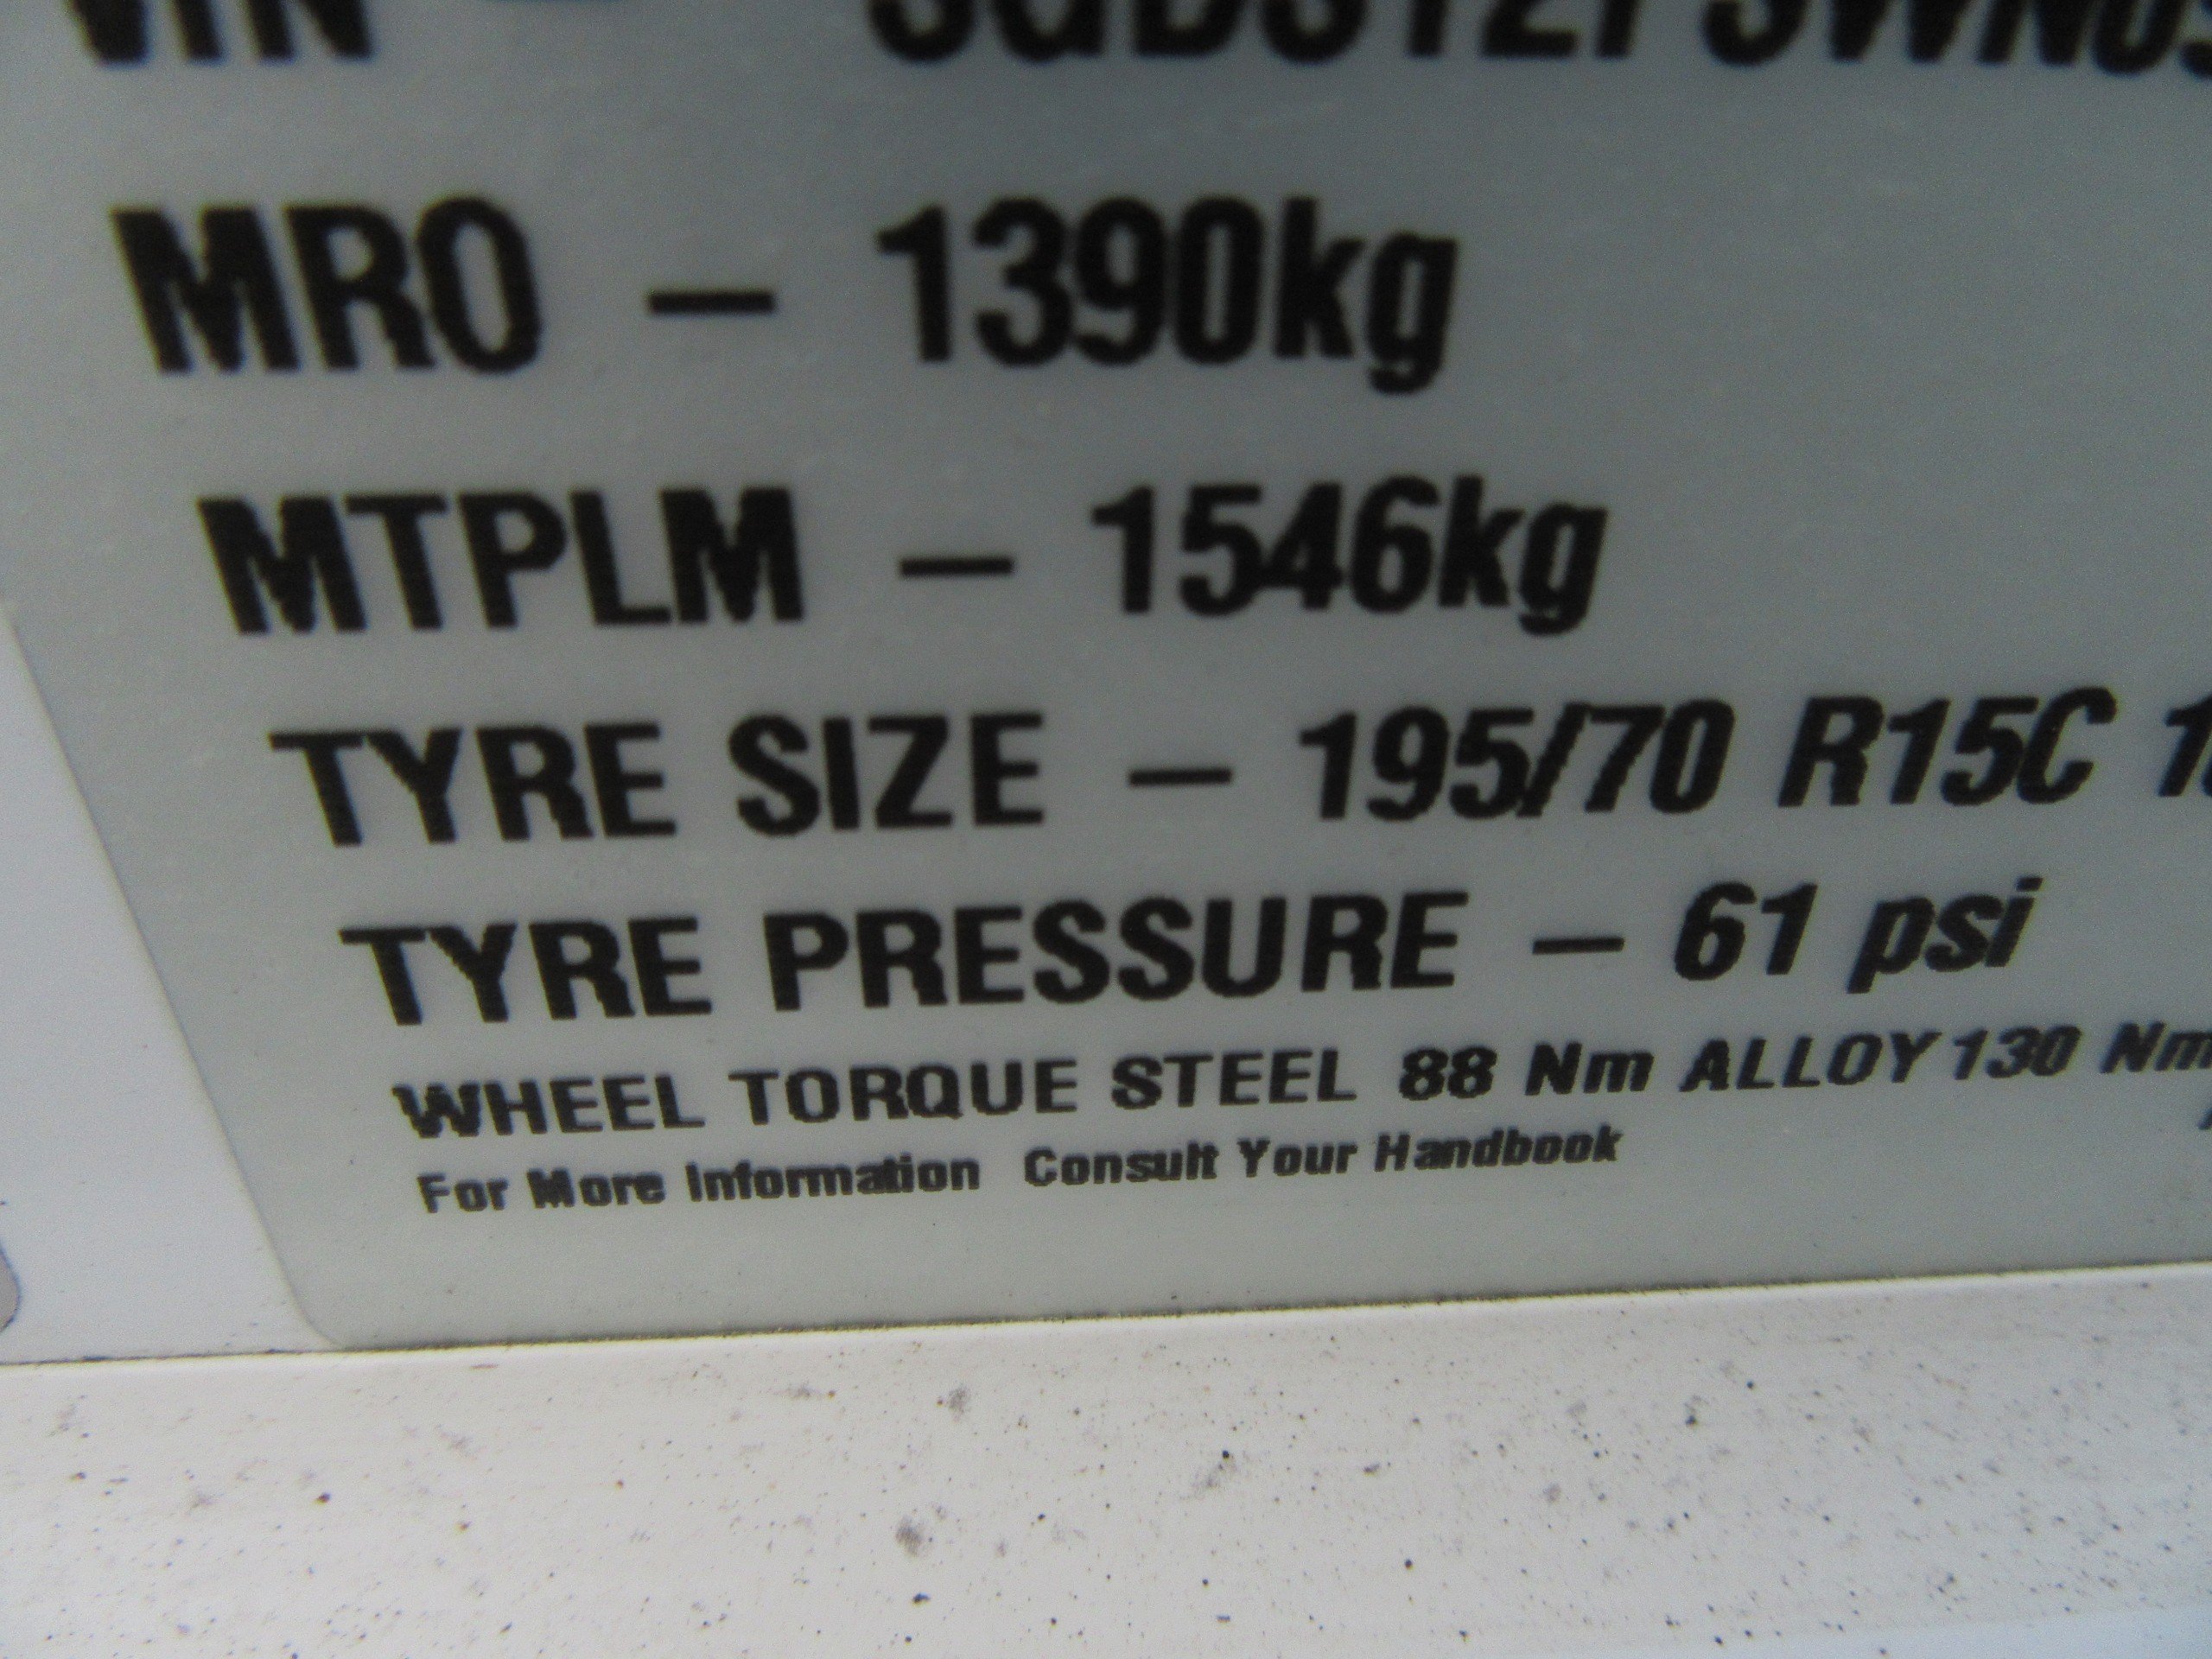 VIN
MRO – 1390kg
MTPLM – 1546kg
TYRE SIZE – 195/70 R15C
TYRE PRESSURE – 61 psi
WHEEL TORQUE STEEL 88 Nm ALLOY 130 Nm
For More Information Consult Your Handbook